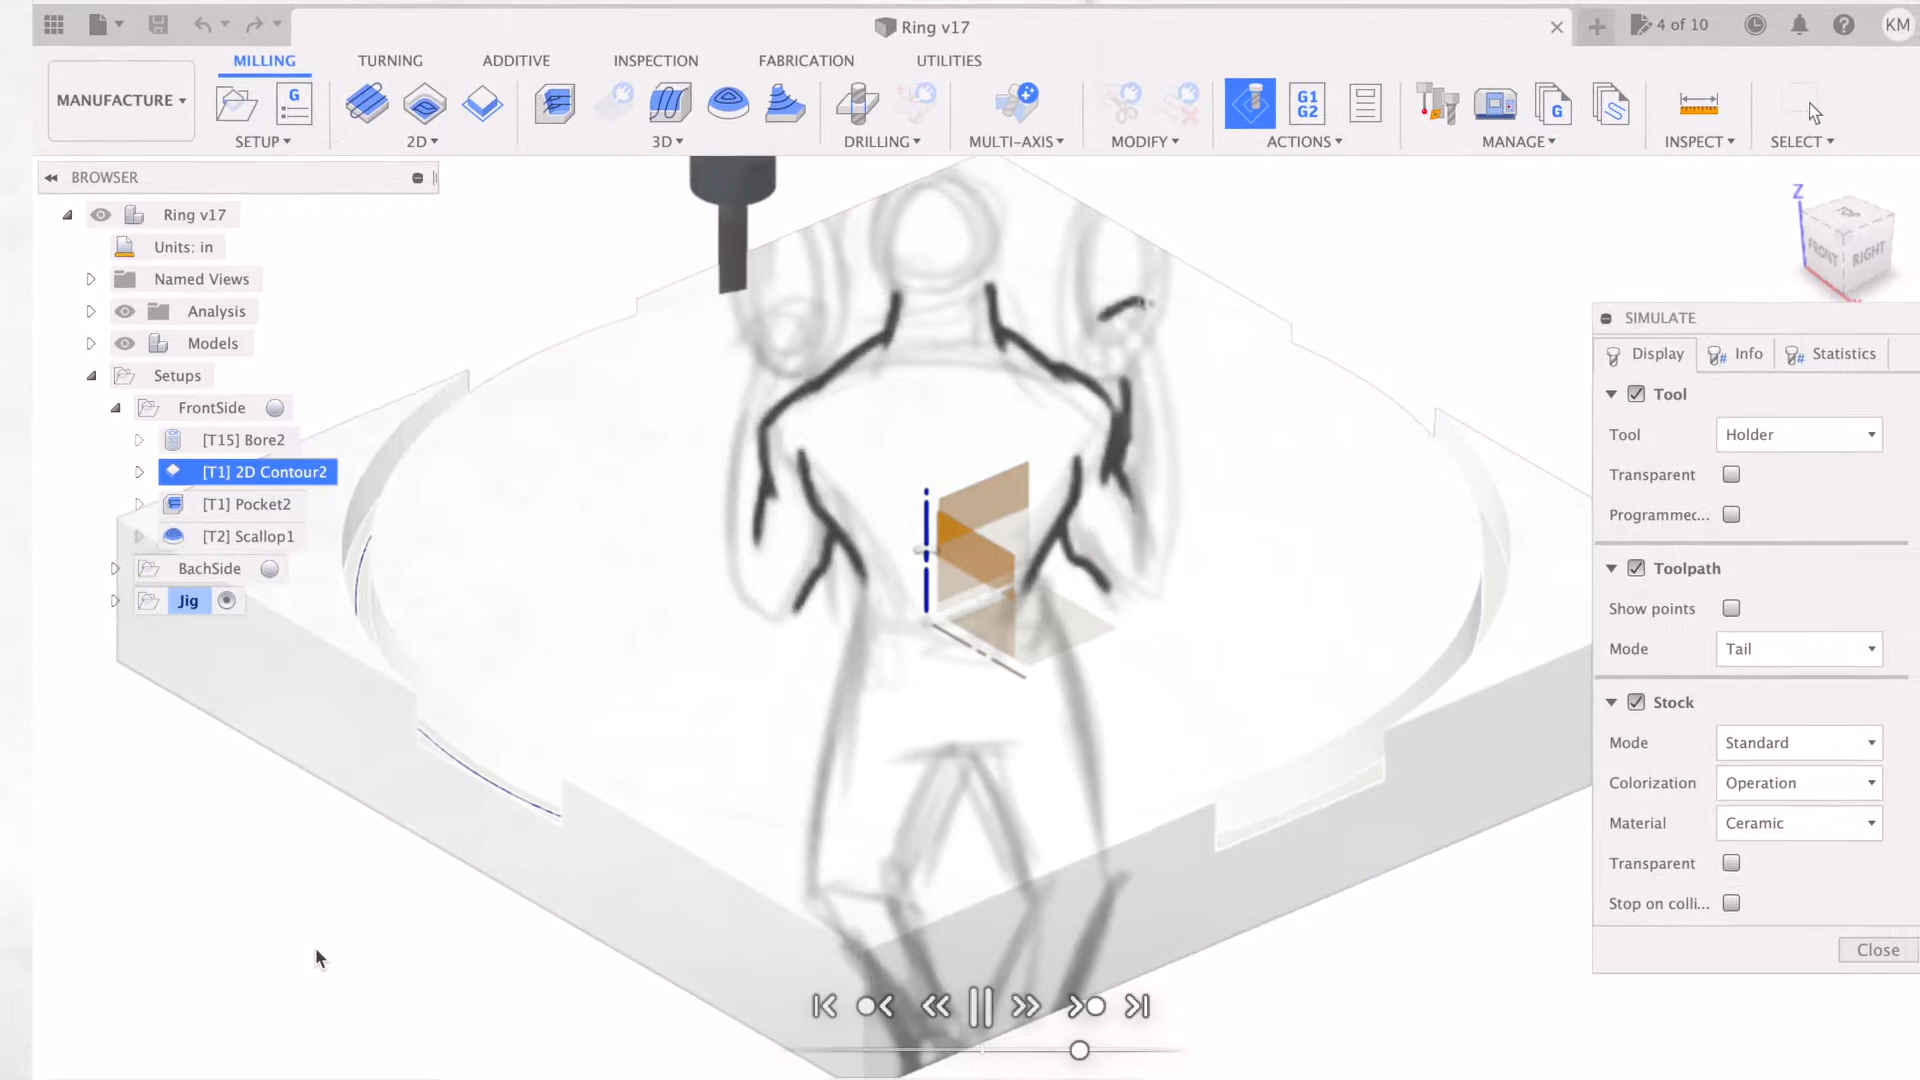 Ring v17
4 of 10
KM
MANUFACTURE
MILLING
TURNING
ADDITIVE
INSPECTION
FABRICATION
UTILITIES
G
G1
G2
G
SETUP
2D
3D
DRILLING
MULTI-AXIS
MODIFY
ACTIONS
MANAGE
INSPECT
SELECT
BROWSER
Ring v17
Units: in
Named Views
Analysis
Models
Setups
FrontSide
[T15] Bore2
[T1] 2D Contour2
[T1] Pocket2
[T2] Scallop1
BachSide
Jig
Z
TOP
FRONT
RIGHT
X
SIMULATE
Display
Info
Statistics
Tool
Tool Holder
Transparent
Programmec...
Toolpath
Show points
Mode Tail
Stock
Mode Standard
Colorization Operation
Material Ceramic
Transparent
Stop on colli...
Close